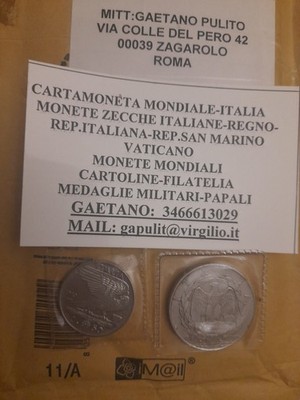 MITT:GAETANO PULITO
VIA COLLE DEL PERO 42
00039 ZAGAROLO
ROMA
CARTAMONETA MONDIALE-ITALIA
MONETE ZECCHE ITALIANE-REGNO-
REP.ITALIANA-REP.SAN MARINO
VATICANO
MONETE MONDIALI
CARTOLINE-FILATELIA
MEDAGLIE MILITARI-PAPALI
GAETANO: 3466613029
MAIL: gapulit@virgilio.it
11/A
M@il